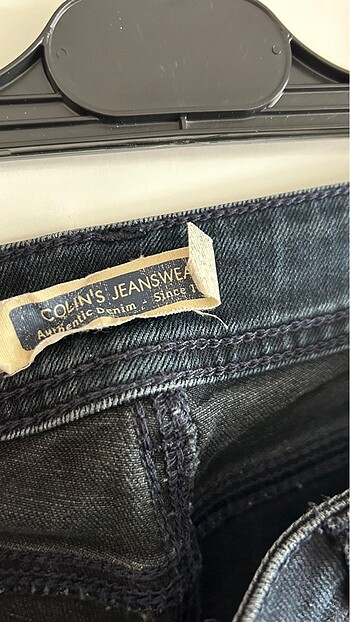 COLIN'S JEANSWEA
Authentic Denim - Since 1